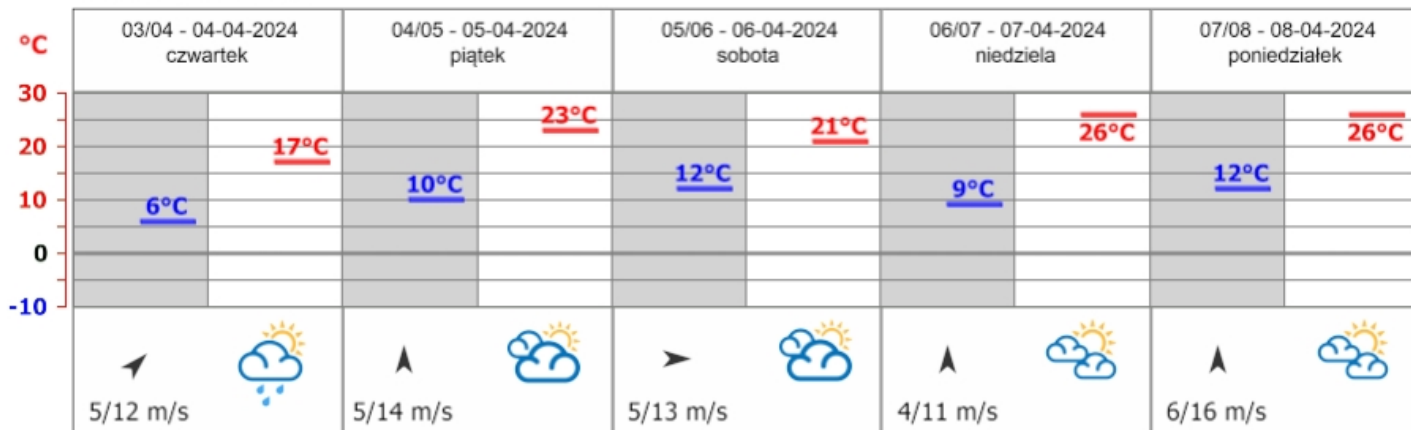 °C
03/04 - 04-04-2024
czwartek
04/05 - 05-04-2024
piątek
05/06 - 06-04-2024
sobota
06/07 - 07-04-2024
niedziela
07/08 - 08-04-2024
poniedziałek
30
20
10
0
-10
6°C
17°C
10°C
23°C
12°C
21°C
9°C
26°C
12°C
26°C
5/12 m/s
5/14 m/s
5/13 m/s
4/11 m/s
6/16 m/s